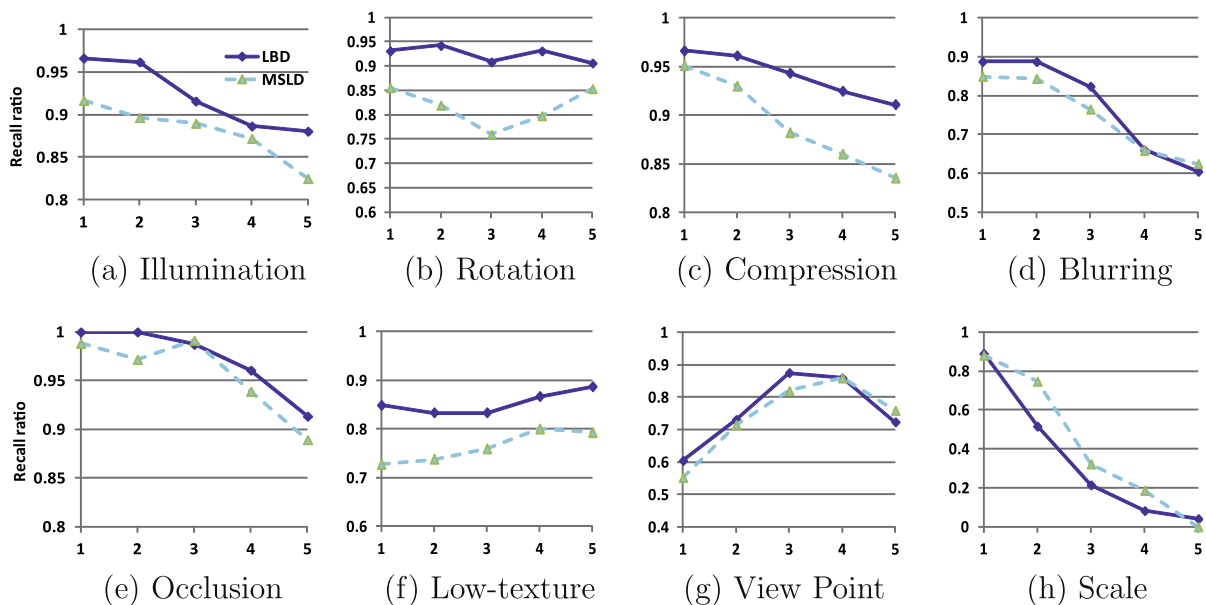 Recall ratio
1
0.95
0.9
0.85
0.8
1 2 3 4 5
LBD
MSLD
(a) Illumination
1
0.95
0.9
0.85
0.8
0.75
0.7
0.65
0.6
1 2 3 4 5
(b) Rotation
1
0.95
0.9
0.85
0.8
1 2 3 4 5
(c) Compression
1
0.9
0.8
0.7
0.6
0.5
1 2 3 4 5
(d) Blurring
Recall ratio
1
0.95
0.9
0.85
0.8
1 2 3 4 5
(e) Occlusion
1
0.9
0.8
0.7
0.6
1 2 3 4 5
(f) Low-texture
1
0.9
0.8
0.7
0.6
0.5
0.4
1 2 3 4 5
(g) View Point
1
0.8
0.6
0.4
0.2
0
1 2 3 4 5
(h) Scale